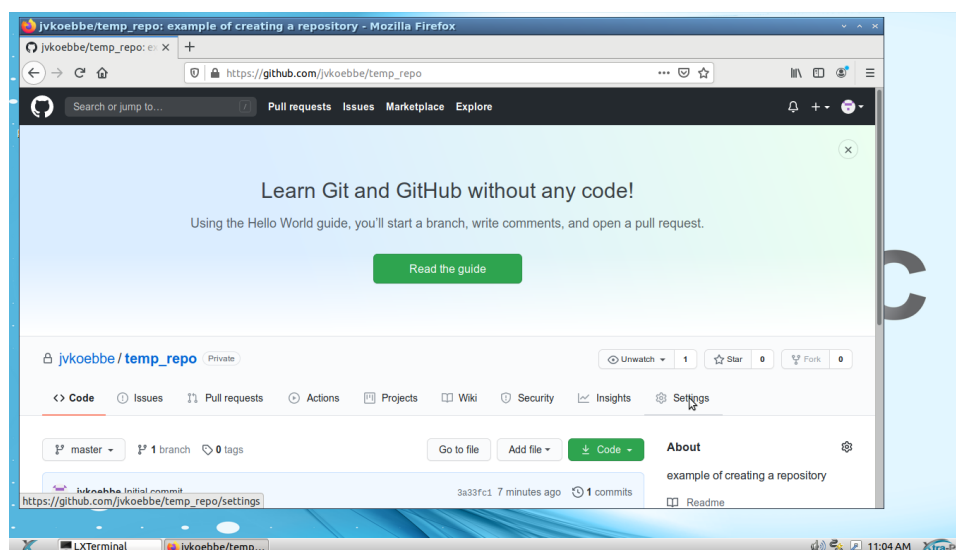 jvkoebbe/temp_repo: example of creating a repository - Mozilla Firefox
jvkoebbe/temp_repo: ex
https://github.com/jvkoebbe/temp_repo
Search or jump to... / Pull requests Issues Marketplace Explore
Learn Git and GitHub without any code!
Using the Hello World guide, you'll start a branch, write comments, and open a pull request.
Read the guide
jvkoebbe / temp_repo Private Unwatch 1 Star 0 Fork 0
<> Code Issues Pull requests Actions Projects Wiki Security Insights Settings
master 1 branch 0 tags Go to file Add file Code About
example of creating a repository
jvkoebbe Initial commit 3a33fc1 7 minutes ago 1 commits
Readme
https://github.com/jvkoebbe/temp_repo/settings
C
LXTerminal jvkoebbe/temp... 11:04 AM